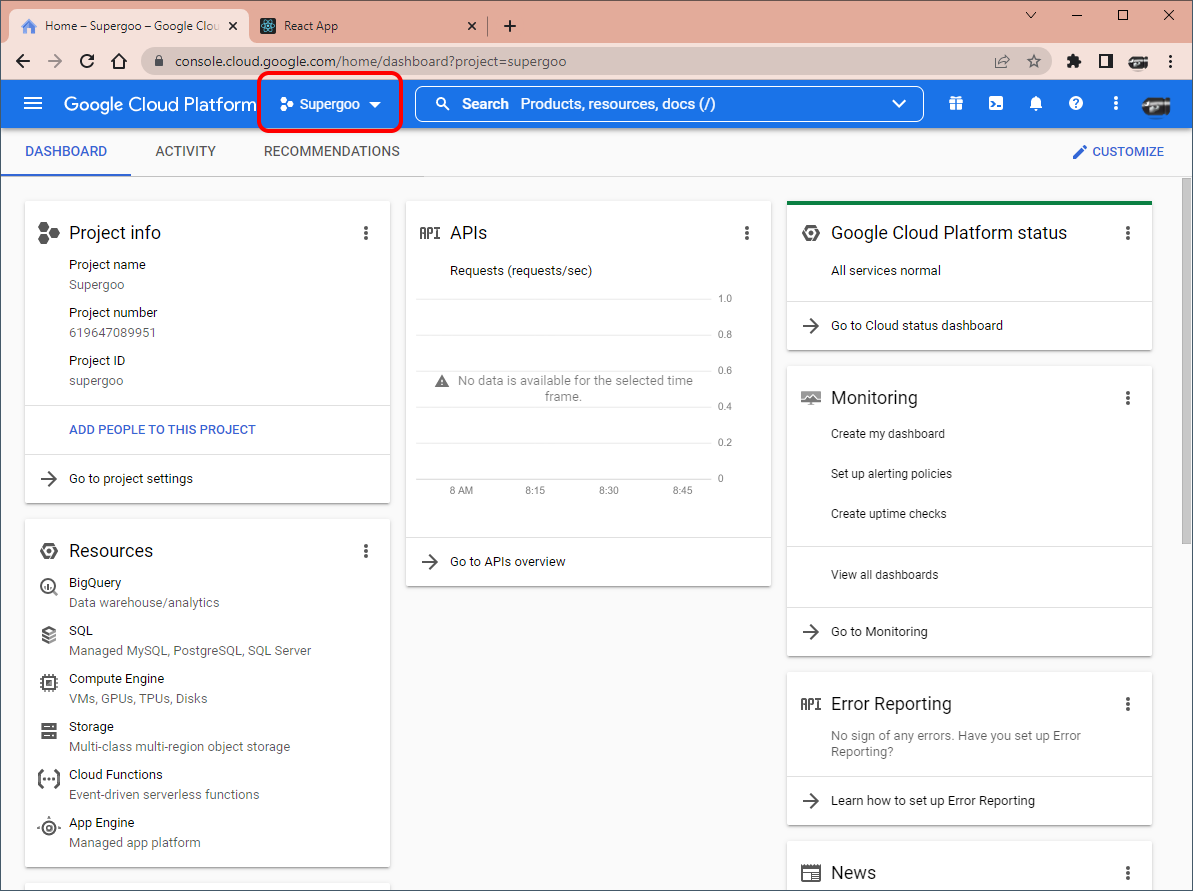 Home – Supergoo – Google Clou
React App
console.cloud.google.com/home/dashboard?project=supergoo
Google Cloud Platform
Supergoo
Search Products, resources, docs (/)
DASHBOARD
ACTIVITY
RECOMMENDATIONS
CUSTOMIZE
Project info
Project name
Supergoo
Project number
619647089951
Project ID
supergoo
ADD PEOPLE TO THIS PROJECT
Go to project settings
Resources
BigQuery
Data warehouse/analytics
SQL
Managed MySQL, PostgreSQL, SQL Server
Compute Engine
VMs, GPUs, TPUs, Disks
Storage
Multi-class multi-region object storage
Cloud Functions
Event-driven serverless functions
App Engine
Managed app platform
API APIs
Requests (requests/sec)
1.0
0.8
0.6
No data is available for the selected time
frame.
0.4
0.2
0
8 AM
8:15
8:30
8:45
Go to APIs overview
Google Cloud Platform status
All services normal
Go to Cloud status dashboard
Monitoring
Create my dashboard
Set up alerting policies
Create uptime checks
View all dashboards
Go to Monitoring
API Error Reporting
No sign of any errors. Have you set up Error
Reporting?
Learn how to set up Error Reporting
News